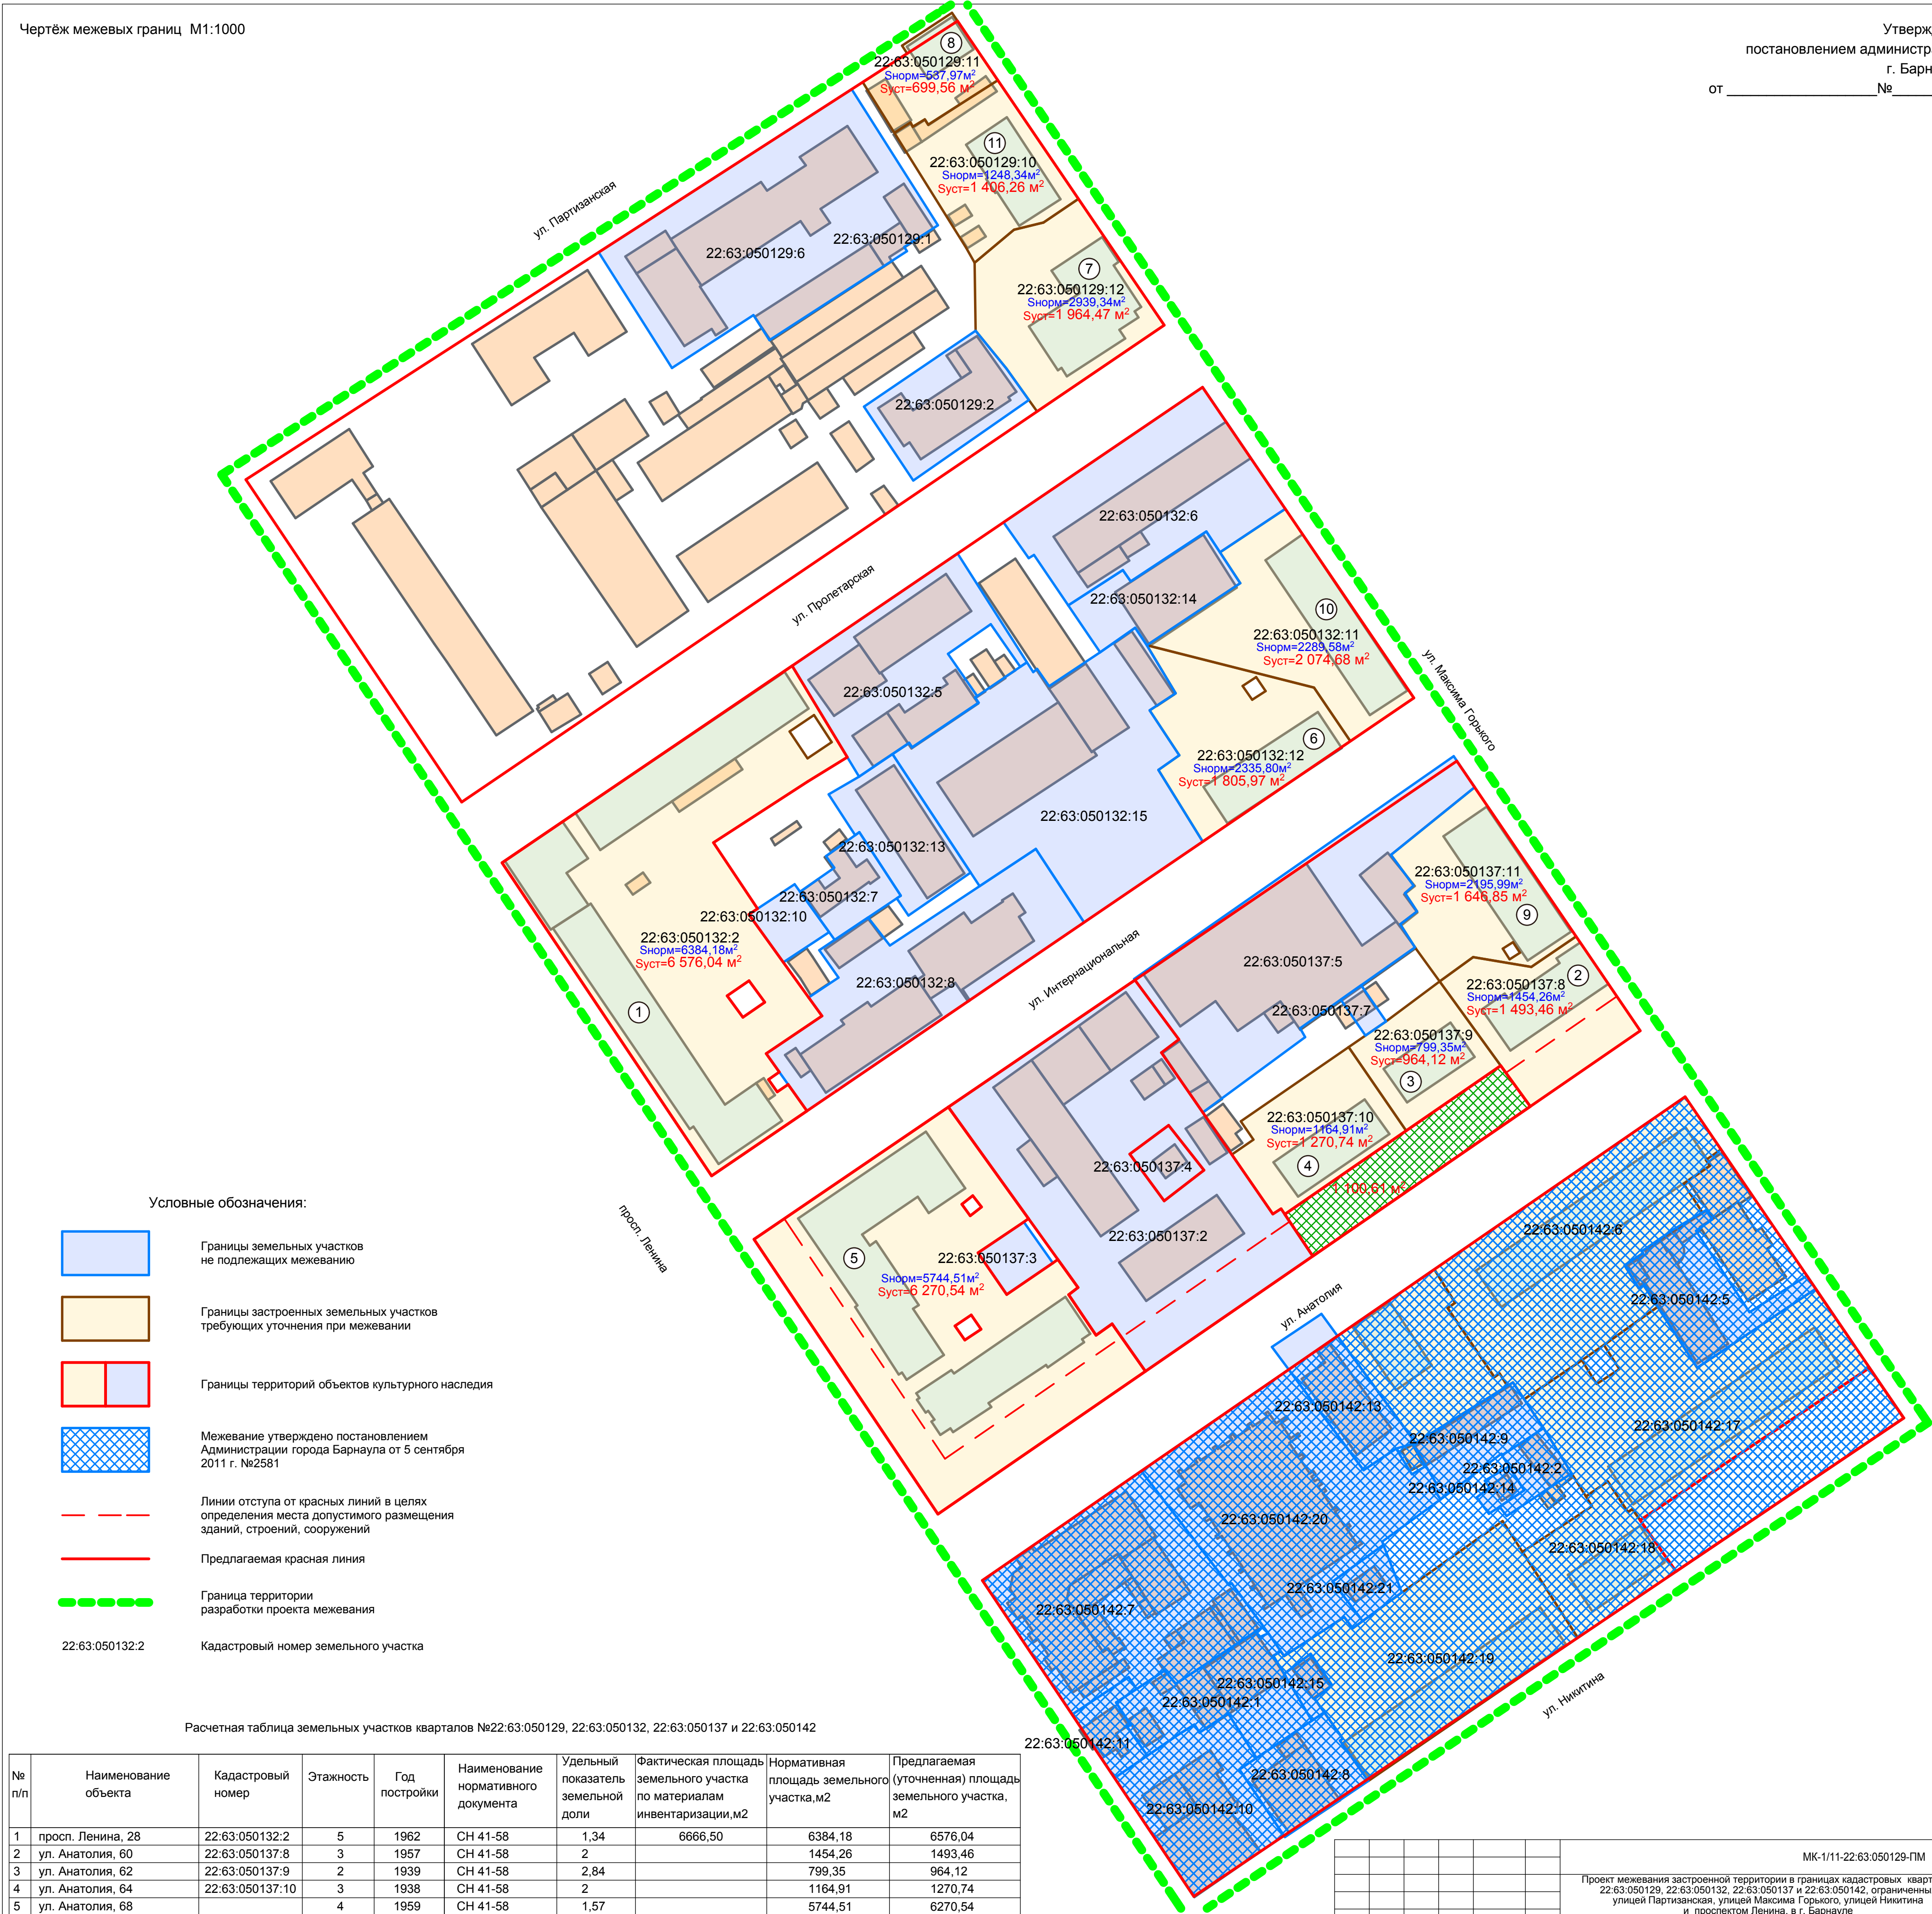 Чертёж межевых границ М1:1000
Утверж
постановлением администр
г. Барн
от №
8
22:63:050129:11
Sнорм=537,97м²
Sуст=699,56 м²
11
22:63:050129:10
Sнорм=1248,34м²
Sуст=1 406,26 м²
ул. Партизанская
22:63:050129:1
22:63:050129:6
7
22:63:050129:12
Sнорм=2939,34м²
Sуст=1 964,47 м²
22:63:050129:2
22:63:050132:6
ул. Пролетарская
22:63:050132:14
10
22:63:050132:11
Sнорм=2289,58м²
Sуст=2 074,68 м²
ул. Максима Горького
22:63:050132:5
6
22:63:050132:12
Sнорм=2335,80м²
Sуст=1 805,97 м²
22:63:050132:15
22:63:050132:13
22:63:050137:11
Sнорм=2195,99м²
Sуст=1 646,85 м²
9
22:63:050132:7
22:63:050132:10
22:63:050132:2
Sнорм=6384,18м²
Sуст=6 576,04 м²
ул. Интернациональная
22:63:050137:5
2
22:63:050137:8
Sнорм=1454,26м²
Sуст=1 493,46 м²
22:63:050132:8
1
22:63:050137:7
22:63:050137:9
Sнорм=799,35м²
Sуст=964,12 м²
3
22:63:050137:10
Sнорм=1164,91м²
Sуст=1 270,74 м²
4
22:63:050137:4
1 100,61 м²
просп. Ленина
22:63:050137:2
5
22:63:050137:3
Sнорм=5744,51м²
Sуст=6 270,54 м²
22:63:050142:6
ул. Анатолия
22:63:050142:5
22:63:050142:13
22:63:050142:17
22:63:050142:9
22:63:050142:2
22:63:050142:14
22:63:050142:20
22:63:050142:18
22:63:050142:21
22:63:050142:7
22:63:050142:19
22:63:050142:15
22:63:050142:1
ул. Никитина
22:63:050142:11
22:63:050142:8
22:63:050142:10
Условные обозначения:
Границы земельных участков
не подлежащих межеванию
Границы застроенных земельных участков
требующих уточнения при межевании
Границы территорий объектов культурного наследия
Межевание утверждено постановлением
Администрации города Барнаула от 5 сентября
2011 г. №2581
Линии отступа от красных линий в целях
определения места допустимого размещения
зданий, строений, сооружений
Предлагаемая красная линия
Граница территории
разработки проекта межевания
22:63:050132:2 Кадастровый номер земельного участка
Расчетная таблица земельных участков кварталов №22:63:050129, 22:63:050132, 22:63:050137 и 22:63:050142
№ п/п Наименование объекта Кадастровый номер Этажность Год постройки Наименование нормативного документа Удельный показатель земельной доли Фактическая площадь земельного участка по материалам инвентаризации,м2 Нормативная площадь земельного участка,м2 Предлагаемая (уточненная) площадь земельного участка, м2
1 просп. Ленина, 28 22:63:050132:2 5 1962 СН 41-58 1,34 6666,50 6384,18 6576,04
2 ул. Анатолия, 60 22:63:050137:8 3 1957 СН 41-58 2 1454,26 1493,46
3 ул. Анатолия, 62 22:63:050137:9 2 1939 СН 41-58 2,84 799,35 964,12
4 ул. Анатолия, 64 22:63:050137:10 3 1938 СН 41-58 2 1164,91 1270,74
5 ул. Анатолия, 68 4 1959 СН 41-58 1,57 5744,51 6270,54
МК-1/11-22:63:050129-ПМ
Проект межевания застроенной территории в границах кадастровых кварт
22:63:050129, 22:63:050132, 22:63:050137 и 22:63:050142, ограниченны
улицей Партизанская, улицей Максима Горького, улицей Никитина
и проспектом Ленина, в г. Барнауле